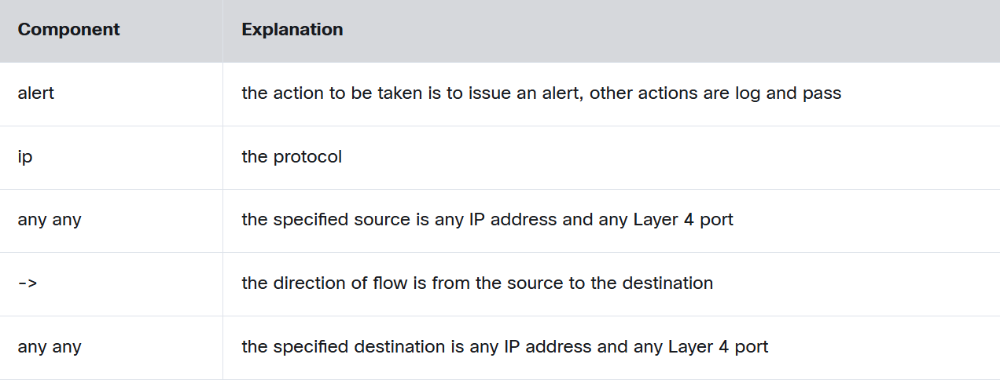 Component Explanation
alert the action to be taken is to issue an alert, other actions are log and pass
ip the protocol
any any the specified source is any IP address and any Layer 4 port
-> the direction of flow is from the source to the destination
any any the specified destination is any IP address and any Layer 4 port